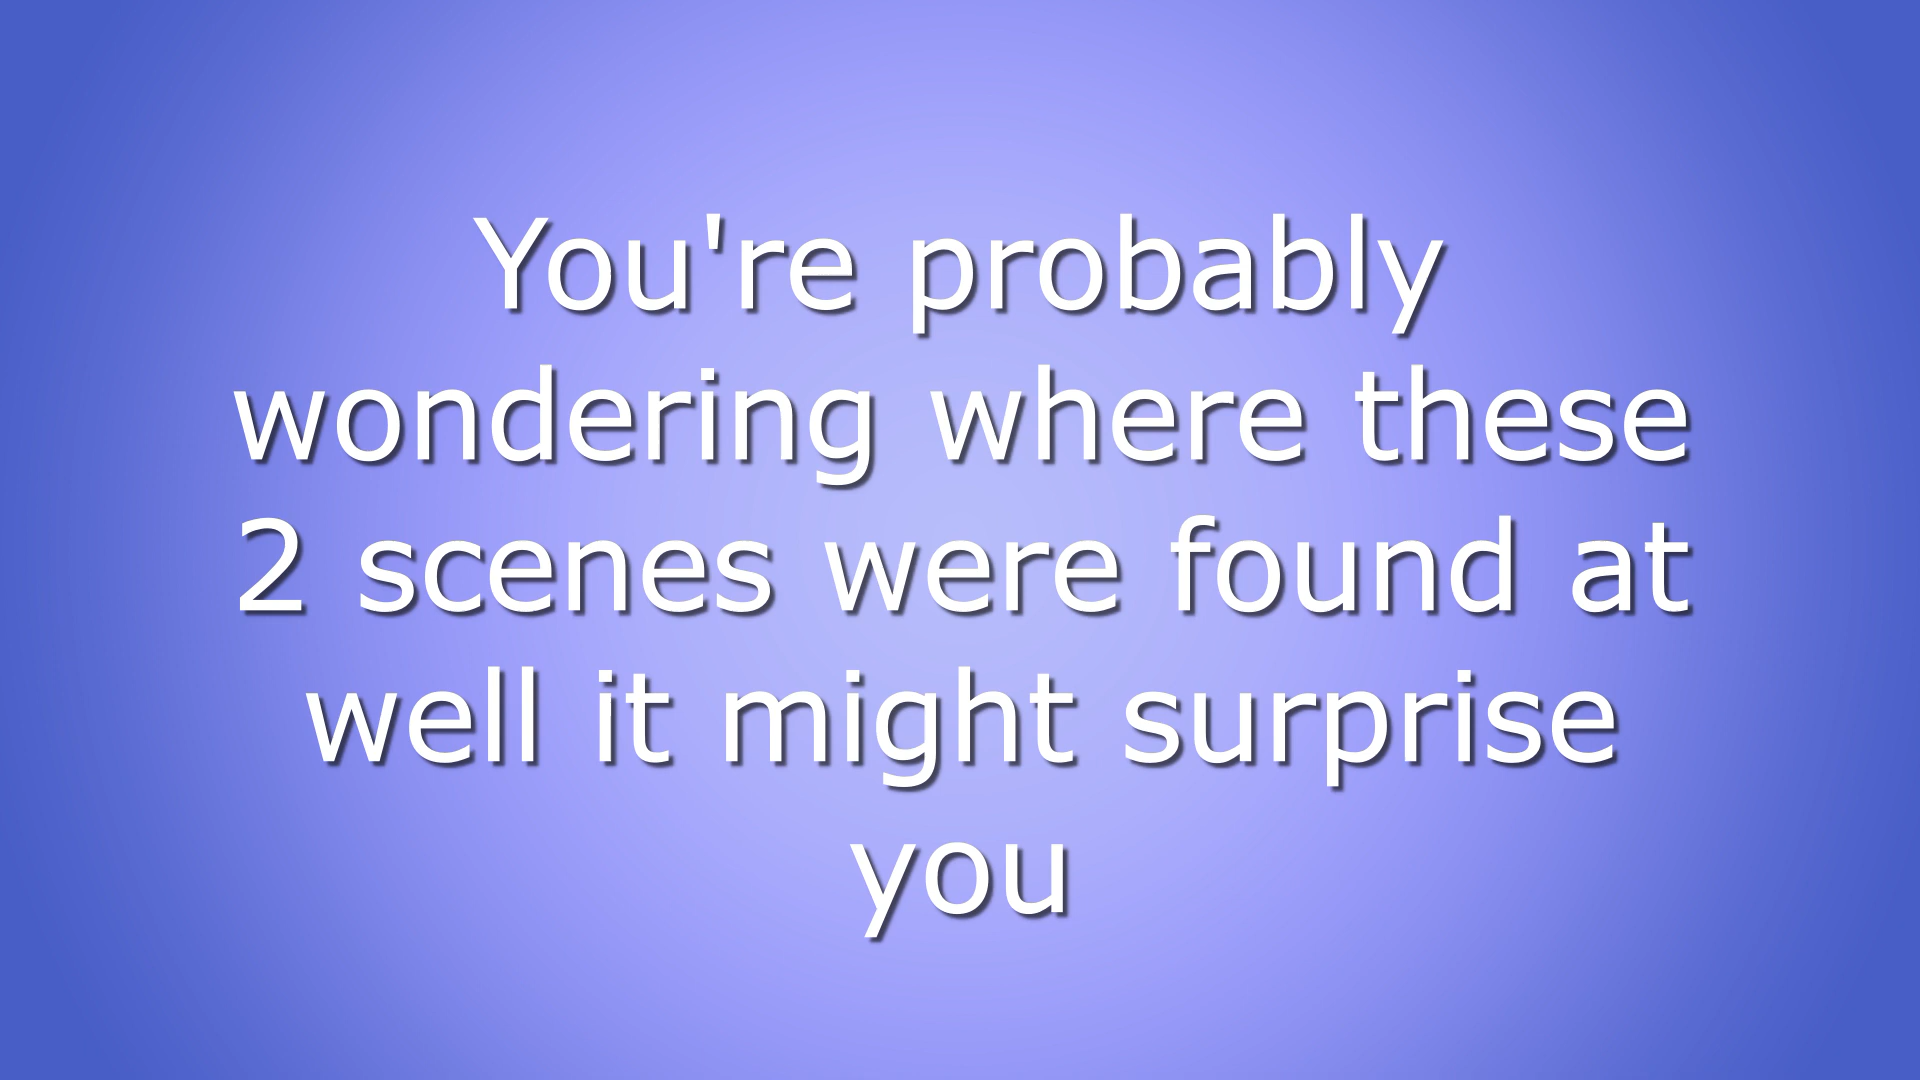 You're probably
wondering where these
2 scenes were found at
well it might surprise
you